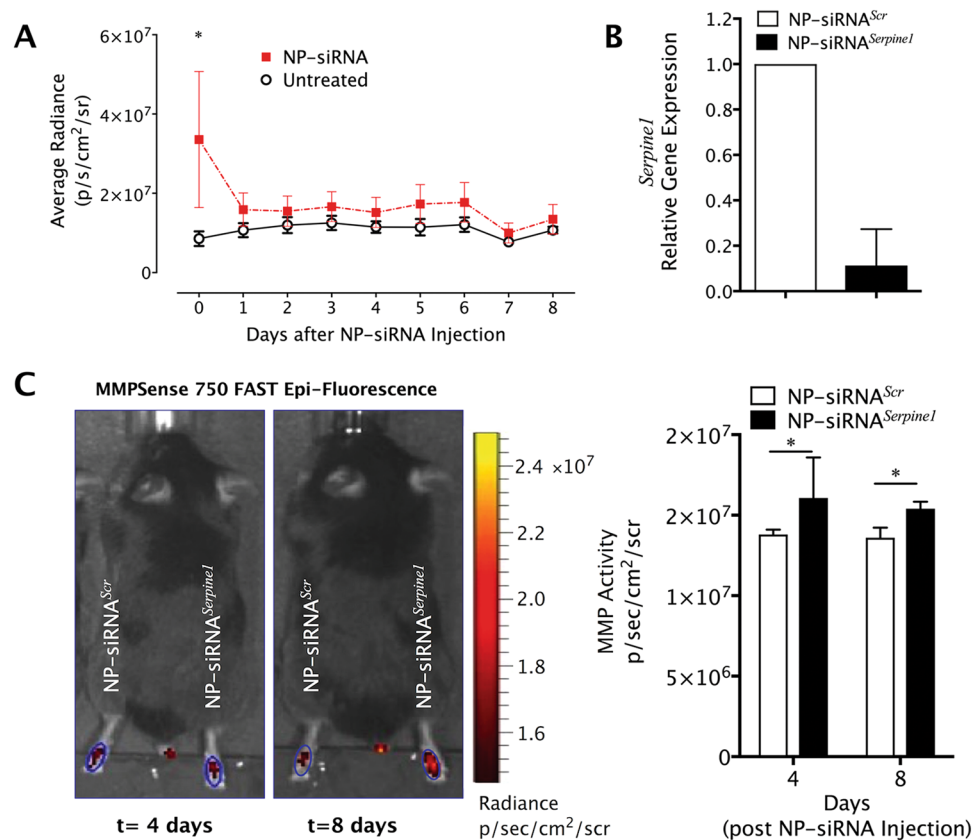 A
Average Radiance
(p/s/cm²/sr)
6×10⁷
4×10⁷
2×10⁷
0
*
NP-siRNA
Untreated
0 1 2 3 4 5 6 7 8
Days after NP-siRNA Injection
B
Serpine1
Relative Gene Expression
1.2
1.0
0.8
0.6
0.4
0.2
0.0
NP-siRNA^Scr
NP-siRNA^Serpine1
C
MMPSense 750 FAST Epi-Fluorescence
NP-siRNA^Scr
NP-siRNA^Serpine1
NP-siRNA^Scr
NP-siRNA^Serpine1
t= 4 days
t=8 days
2.4 ×10⁷
2.2
2.0
1.8
1.6
Radiance
p/sec/cm²/scr
NP-siRNA^Scr
NP-siRNA^Serpine1
MMP Activity
p/sec/cm²/scr
2×10⁷
2×10⁷
1×10⁷
5×10⁶
0
*
*
4 8
Days
(post NP-siRNA Injection)